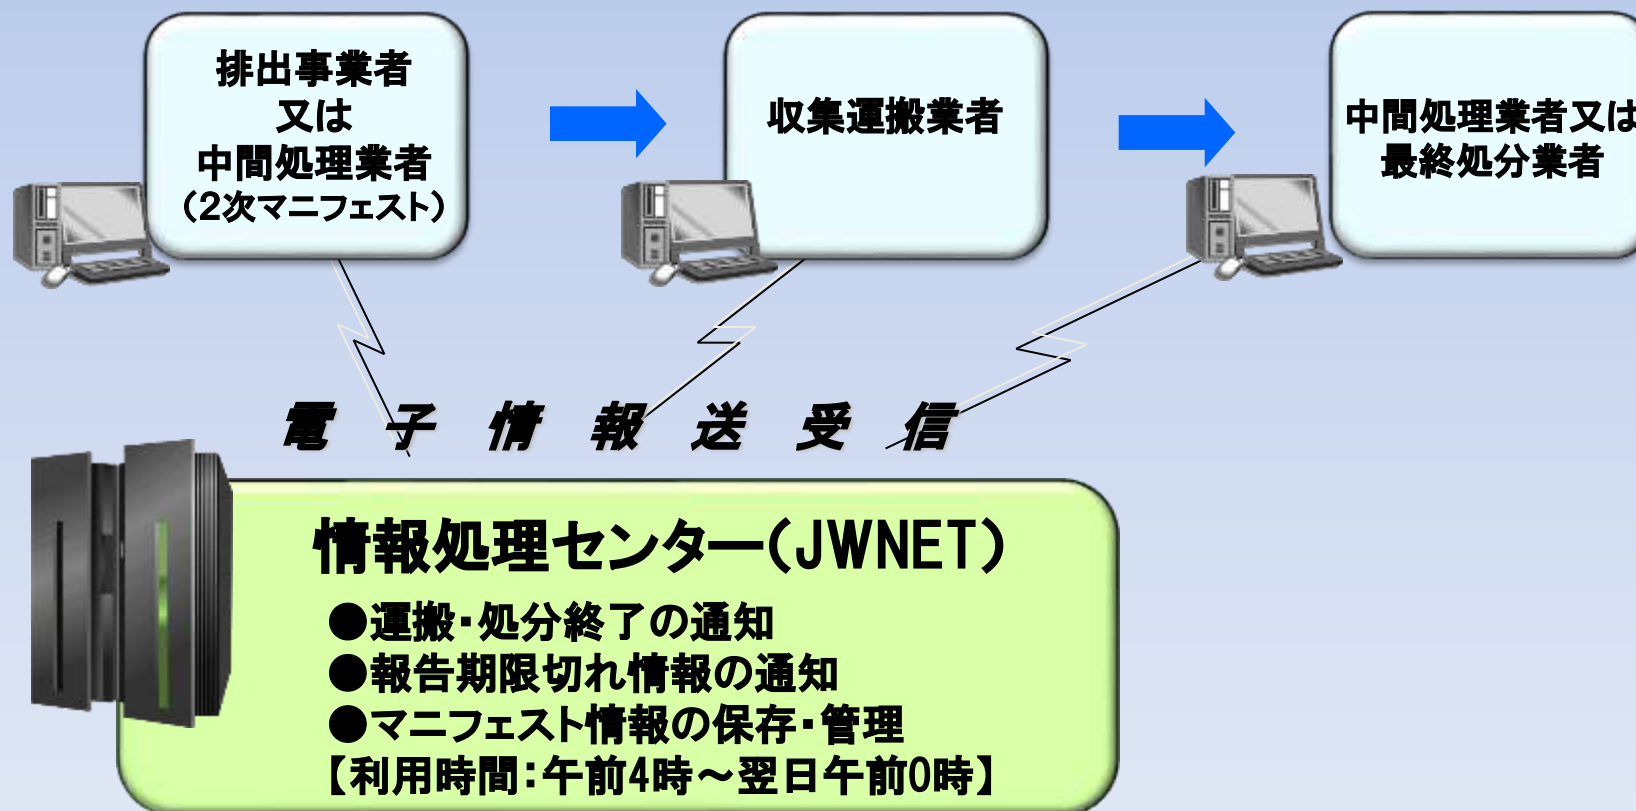 排出事業者
又は
中間処理業者
(2次マニフェスト)
収集運搬業者
中間処理業者又は
最終処分業者
電子情報送受信
情報処理センター(JWNET)
●運搬・処分終了の通知
●報告期限切れ情報の通知
●マニフェスト情報の保存・管理
【利用時間:午前4時~翌日午前0時】